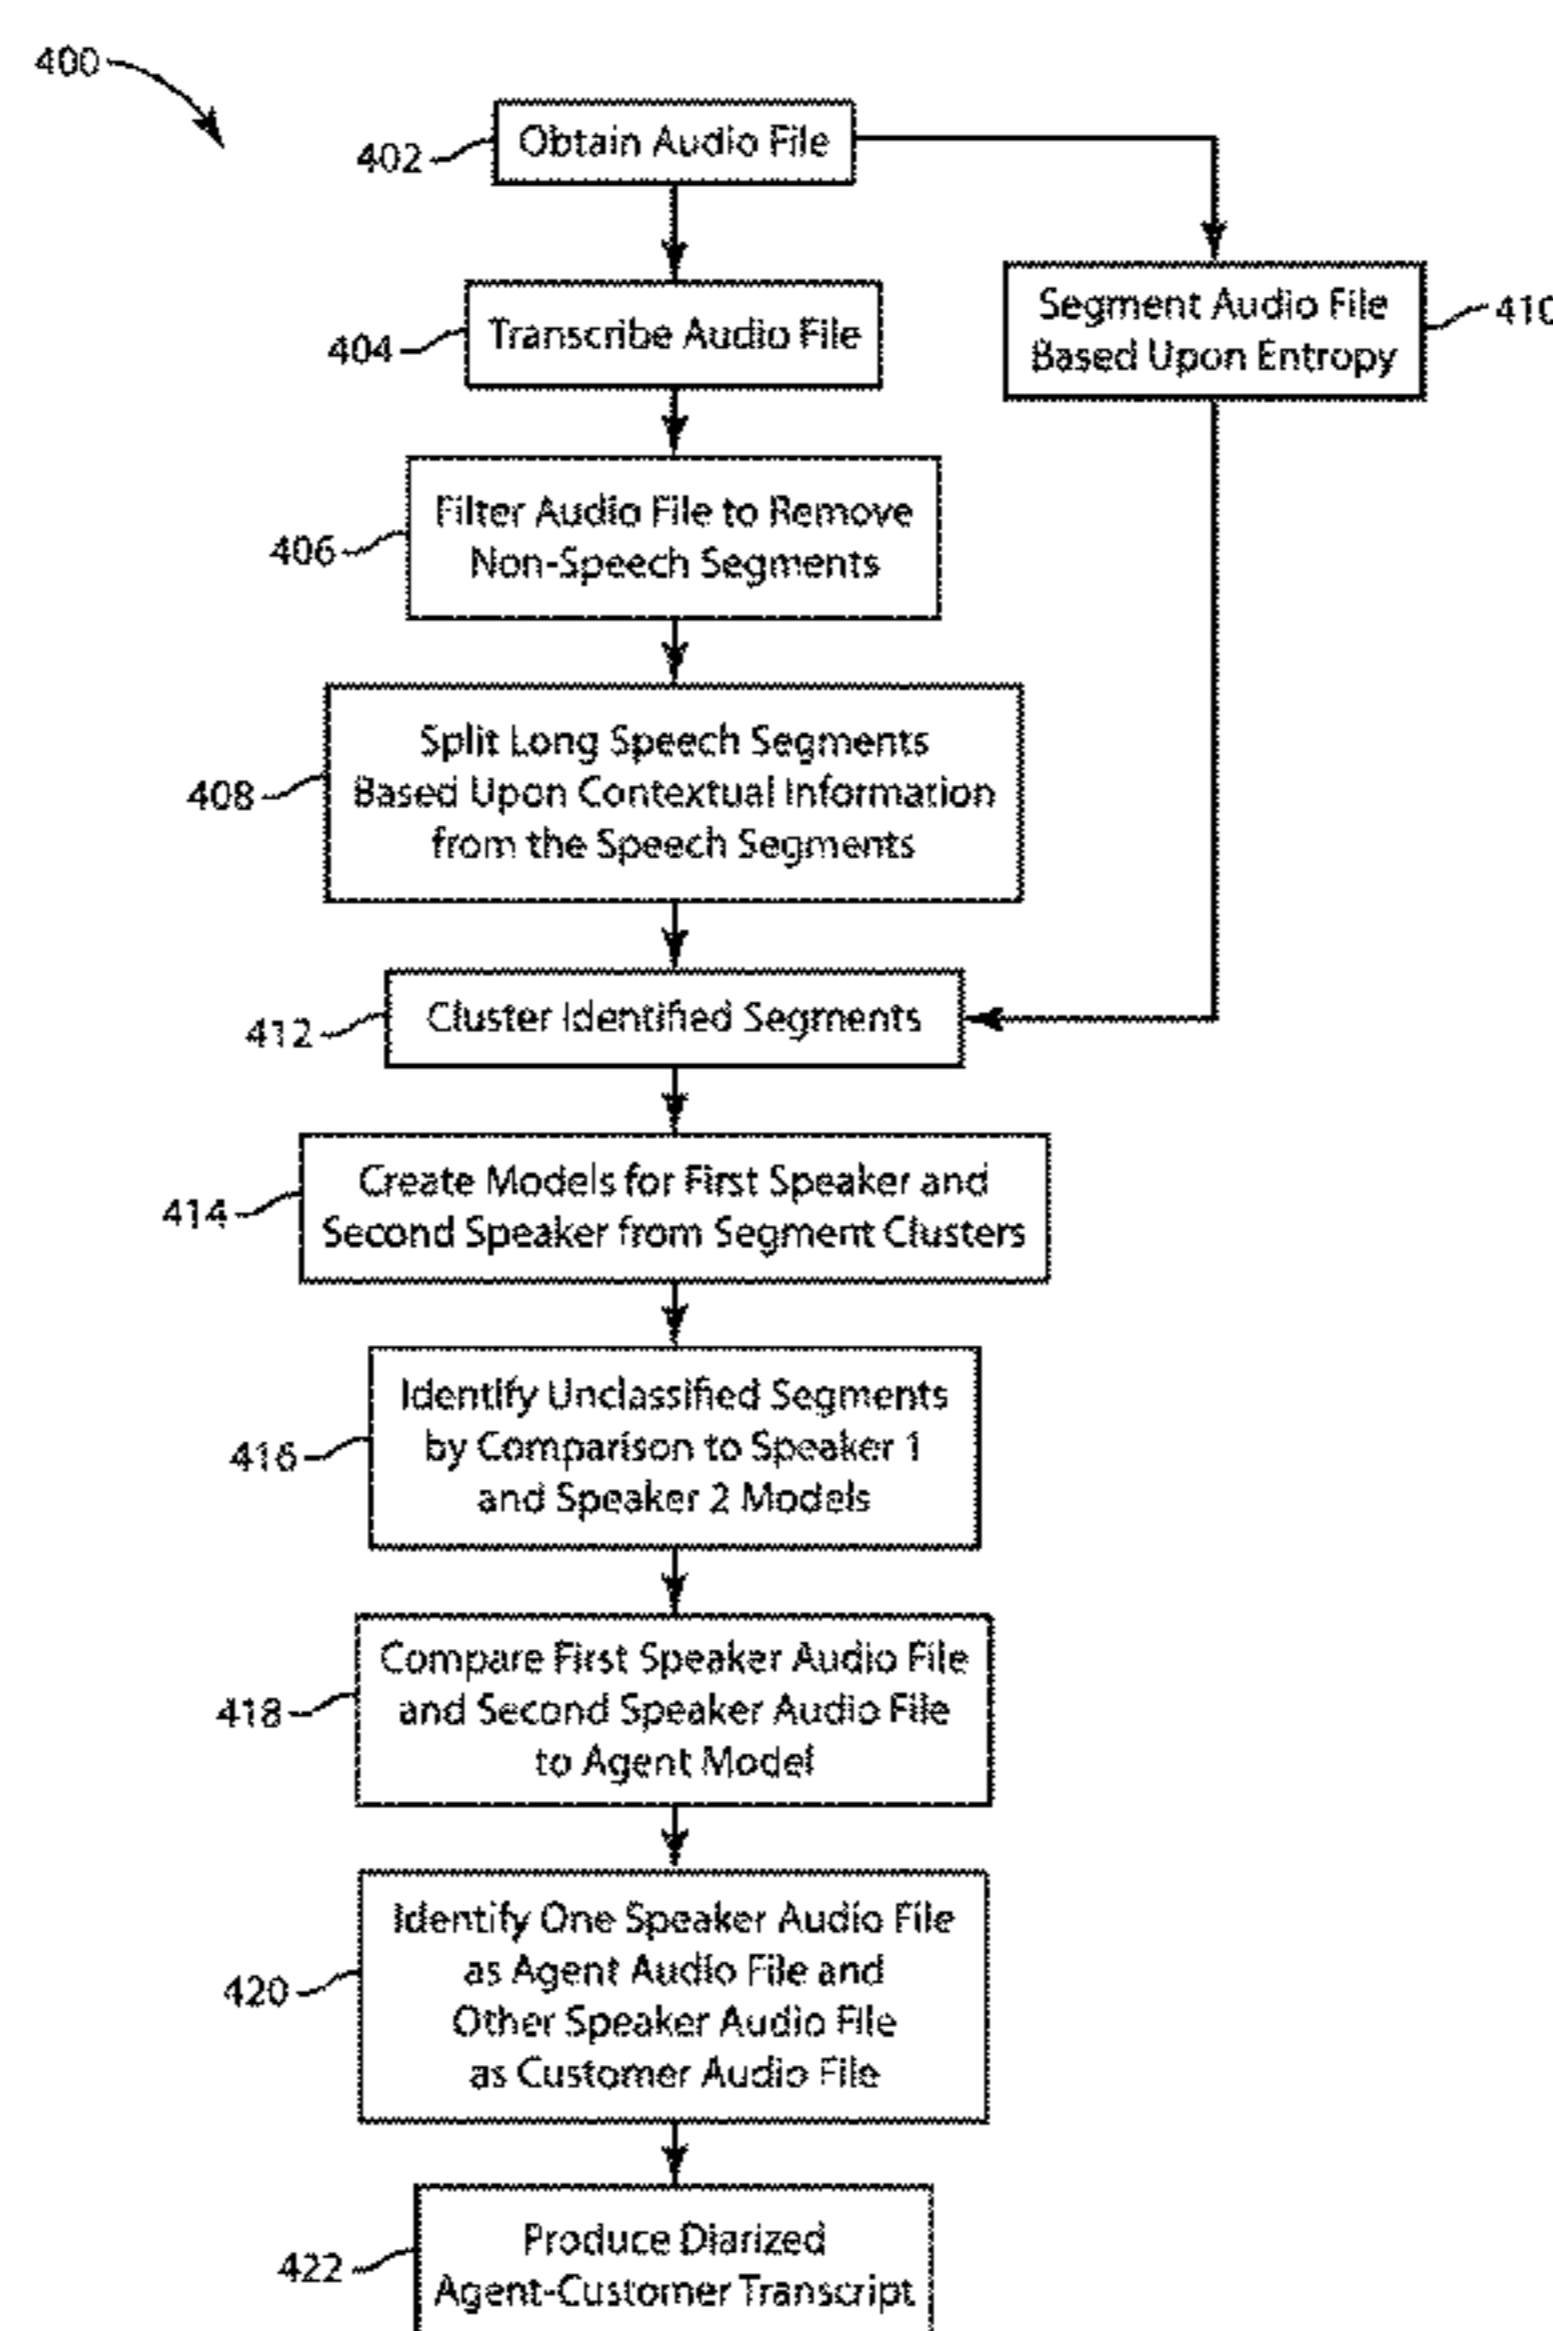 400
402
Obtain Audio File
404
Transcribe Audio File
Segment Audio File
Based Upon Entropy
410
406
Filter Audio File to Remove
Non-Speech Segments
408
Split Long Speech Segments
Based Upon Contextual Information
from the Speech Segments
412
Cluster Identified Segments
414
Create Models for First Speaker and
Second Speaker from Segment Clusters
416
Identify Unclassified Segments
by Comparison to Speaker 1
and Speaker 2 Models
418
Compare First Speaker Audio File
and Second Speaker Audio File
to Agent Model
420
Identify One Speaker Audio File
as Agent Audio File and
Other Speaker Audio File
as Customer Audio File
422
Produce Diarized
Agent-Customer Transcript